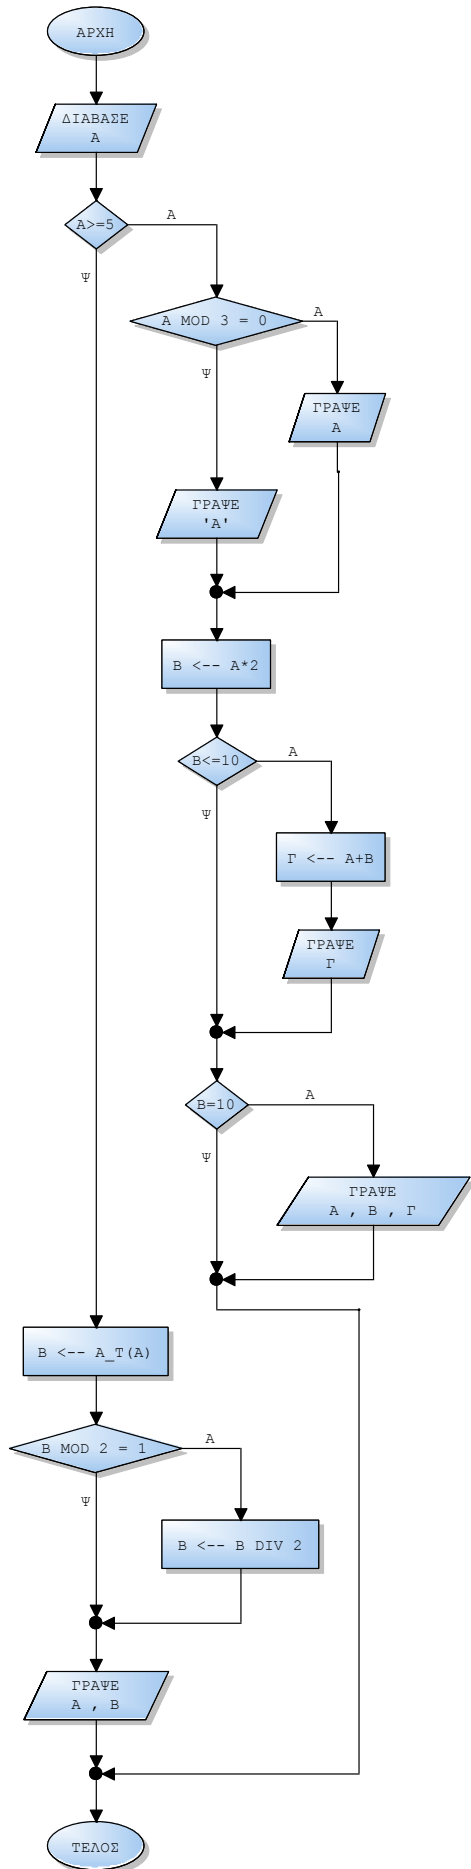 ΑΡΧΗ
ΔΙΑΒΑΣΕ
Α
Α>=5
Α
Ψ
Α MOD 3 = 0
Α
Ψ
ΓΡΑΨΕ
Α
ΓΡΑΨΕ
'Α'
Β <-- Α*2
Β<=10
Α
Ψ
Γ <-- Α+Β
ΓΡΑΨΕ
Γ
Β=10
Α
Ψ
ΓΡΑΨΕ
Α , Β , Γ
Β <-- Α_Τ(Α)
Β MOD 2 = 1
Α
Ψ
Β <-- Β DIV 2
ΓΡΑΨΕ
Α , Β
ΤΕΛΟΣ